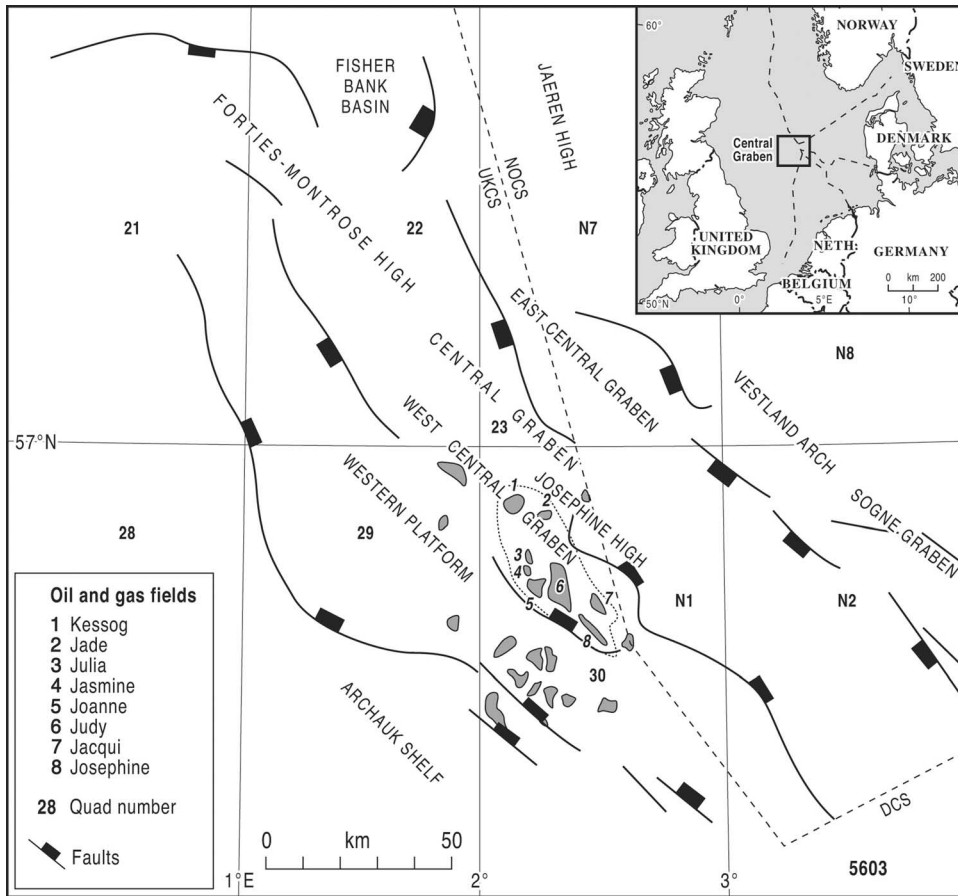 FISHER
BANK
BASIN
JAEREN HIGH
FORTIES-MONTROSE HIGH
NOCS
UKCS
21
22
N7
EAST CENTRAL GRABEN
CENTRAL GRABEN
N8
VESTLAND ARCH
57°N
23
WEST CENTRAL GRABEN
JOSEPHINE HIGH
WESTERN PLATFORM
SOGNE GRABEN
28
29
1
2
3
4
5
6
7
8
N1
N2
30
ARCHAUK SHELF
DCS
Oil and gas fields
1 Kessog
2 Jade
3 Julia
4 Jasmine
5 Joanne
6 Judy
7 Jacqui
8 Josephine
28 Quad number
Faults
0 km 50
1°E
2°
3°
5603
60°
NORWAY
SWEDEN
Central
Graben
DENMARK
UNITED
KINGDOM
NETH.
GERMANY
BELGIUM
0 km 200
50°N
0°
5°E
10°